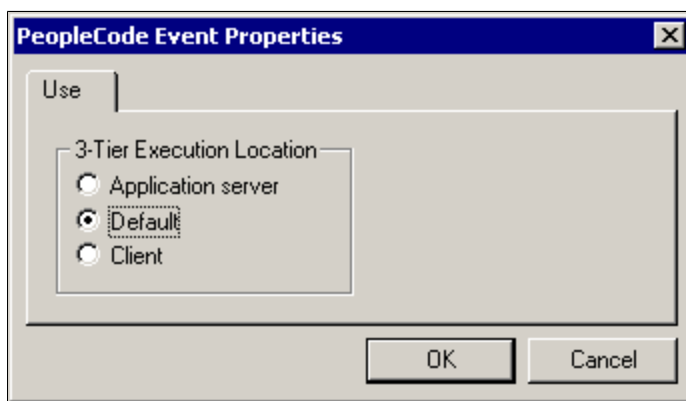 PeopleCode Event Properties
Use
3-Tier Execution Location
Application server
Default
Client
OK
Cancel